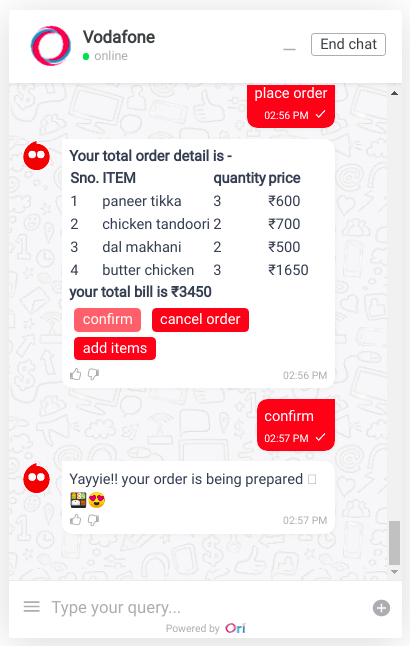 Vodafone
online
End chat
place order
02:56 PM
Your total order detail is -
Sno. ITEM quantity price
1 paneer tikka 3 ₹600
2 chicken tandoori 2 ₹700
3 dal makhani 2 ₹500
4 butter chicken 3 ₹1650
your total bill is ₹3450
confirm cancel order
add items
02:56 PM
confirm
02:57 PM
Yayyie!! your order is being prepared
🍱😍
02:57 PM
Type your query...
Powered by Ori